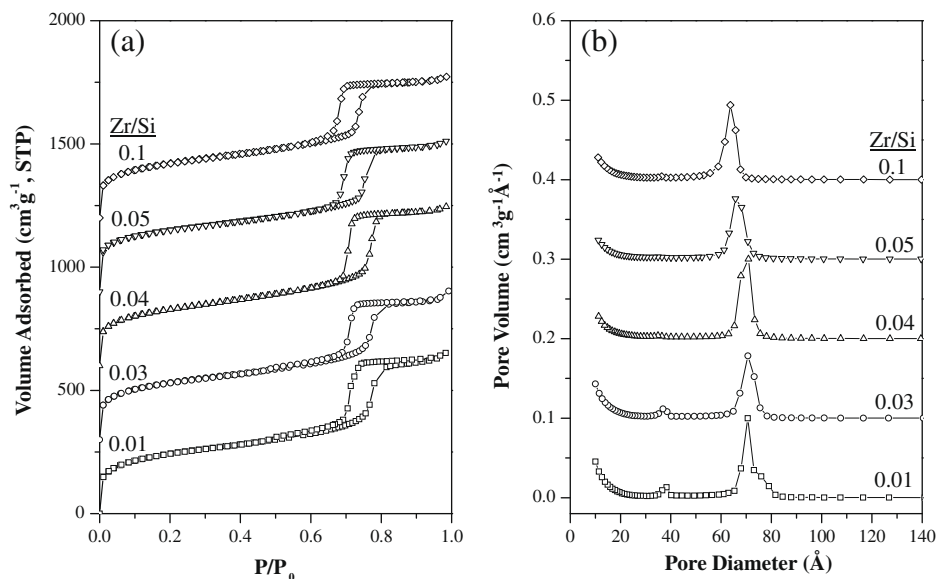 (a)
Volume Adsorbed (cm³g⁻¹, STP)
2000
1750
1500
1250
1000
750
500
250
0
Zr/Si
0.1
0.05
0.04
0.03
0.01
0.0 0.2 0.4 0.6 0.8 1.0
P/P₀
(b)
Pore Volume (cm³g⁻¹Å⁻¹)
0.6
0.5
0.4
0.3
0.2
0.1
0.0
Zr/Si
0.1
0.05
0.04
0.03
0.01
0 20 40 60 80 100 120 140
Pore Diameter (Å)